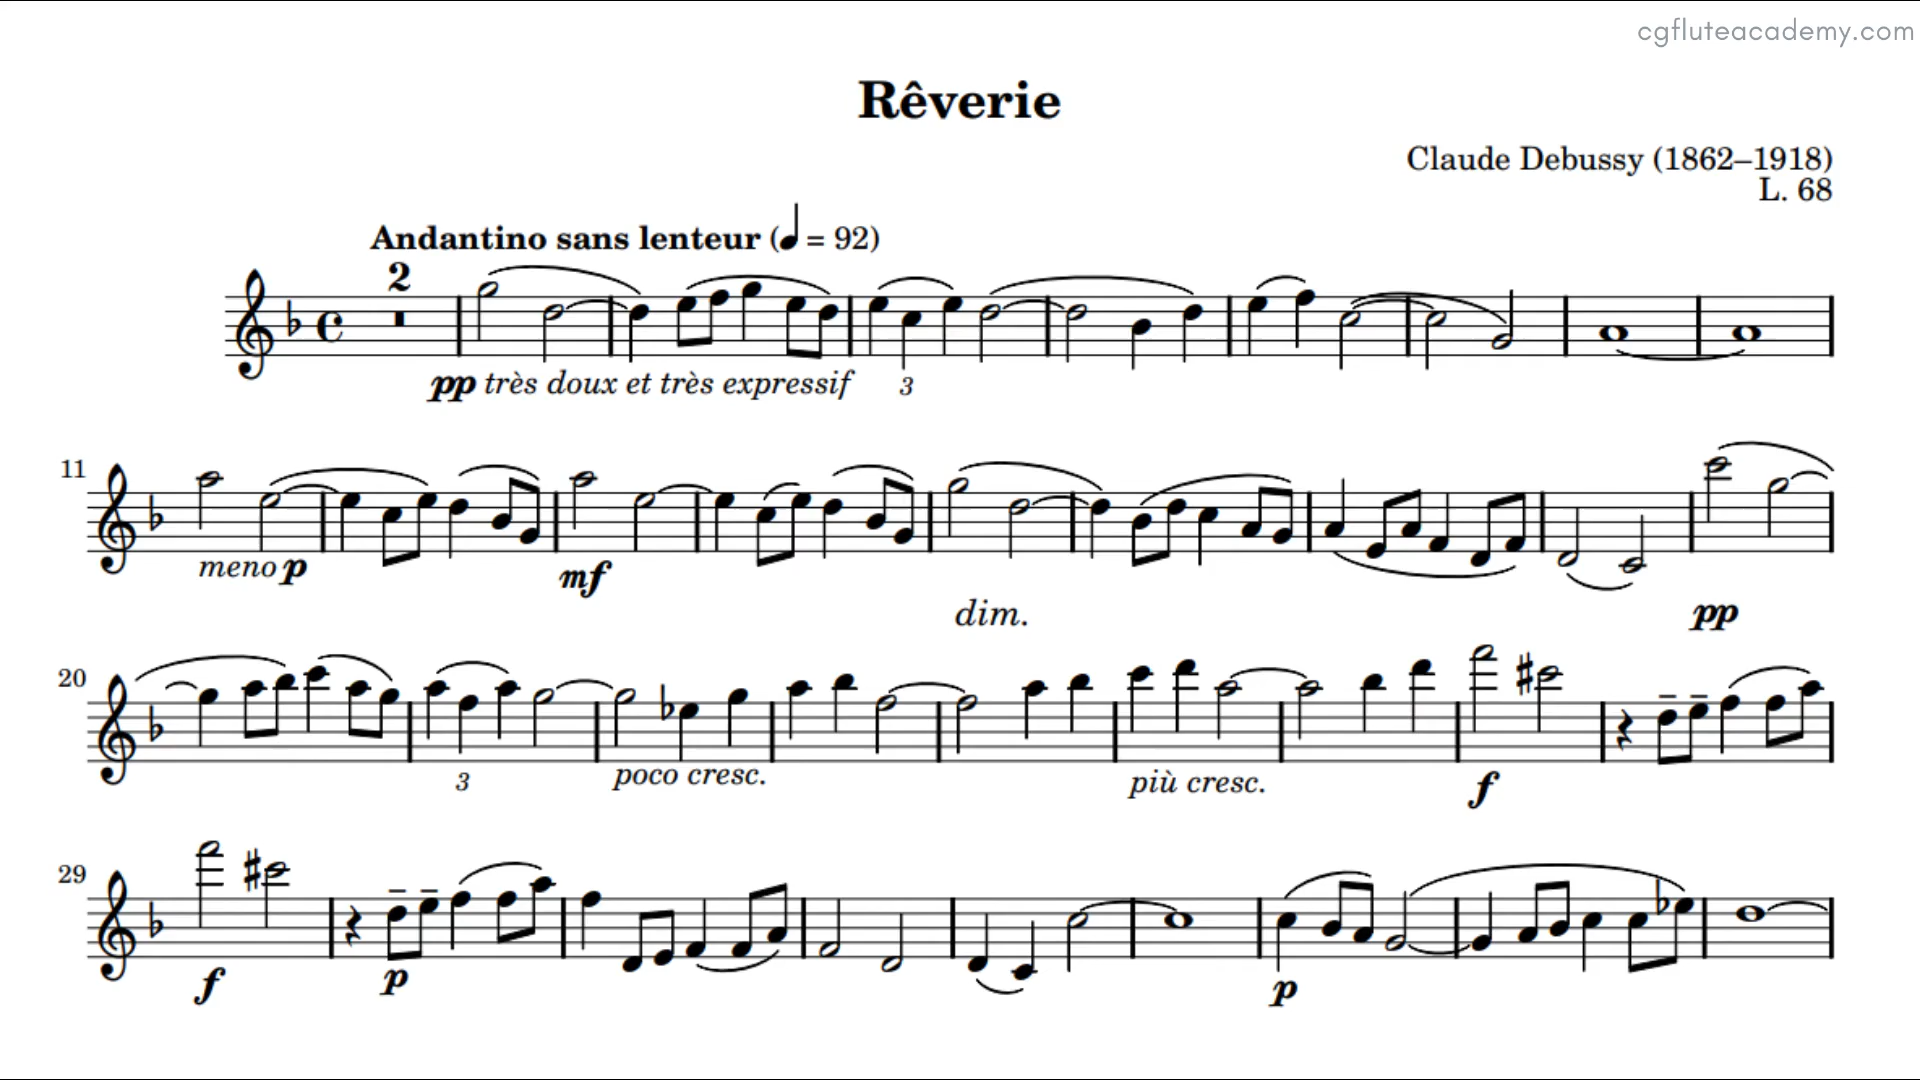 cgfluteacademy.com
Rêverie
Claude Debussy (1862–1918)
L. 68
Andantino sans lenteur (♩ = 92)
2
pp très doux et très expressif 3
11
meno p mf
dim. pp
20
3 poco cresc. più cresc. f
29
f p p